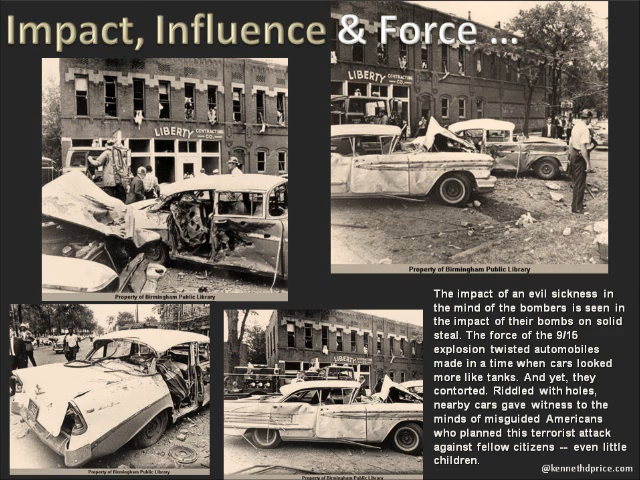 Impact, Influence & Force ...
LIBERTY CONTRACTING CO.
Property of Birmingham Public Library
LIBERTY CONTRACTING CO.
Property of Birmingham Public Library
Property of Birmingham Public Library
LIBERTY
Property of Birmingham Public Library
The impact of an evil sickness in
the mind of the bombers is seen in
the impact of their bombs on solid
steal. The force of the 9/15
explosion twisted automobiles
made in a time when cars looked
more like tanks. And yet, they
contorted. Riddled with holes,
nearby cars gave witness to the
minds of misguided Americans
who planned this terrorist attack
against fellow citizens -- even little
children.
@kennethdprice.com